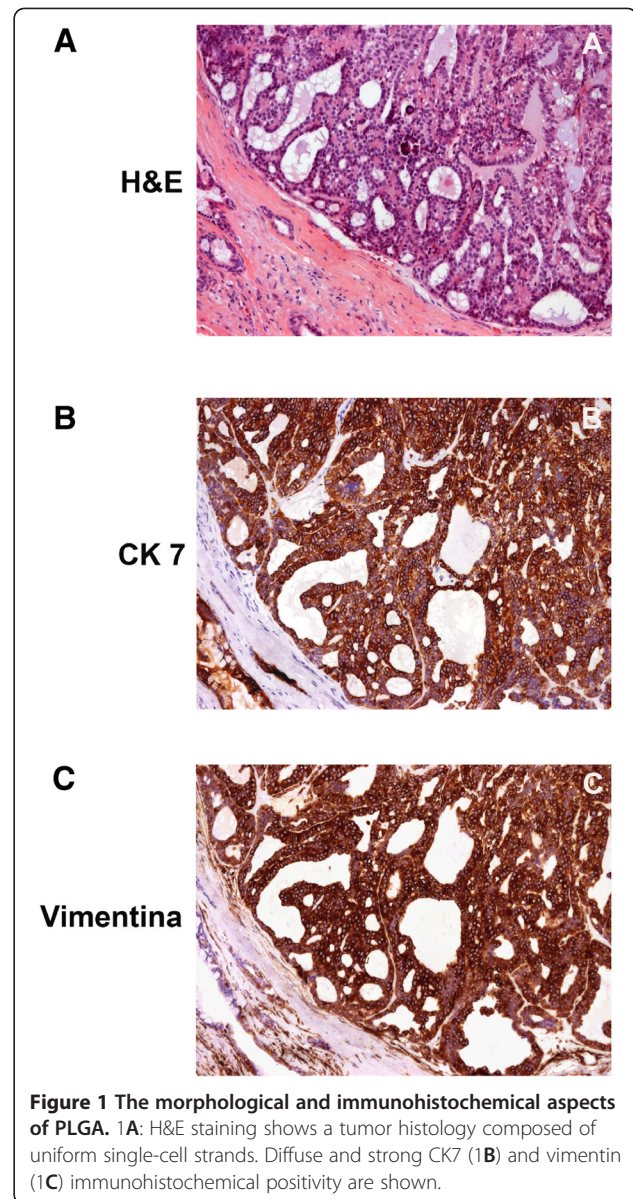 A
A
H&E
B
B
CK 7
C
C
Vimentina
Figure 1 The morphological and immunohistochemical aspects
of PLGA. 1A: H&E staining shows a tumor histology composed of
uniform single-cell strands. Diffuse and strong CK7 (1B) and vimentin
(1C) immunohistochemical positivity are shown.